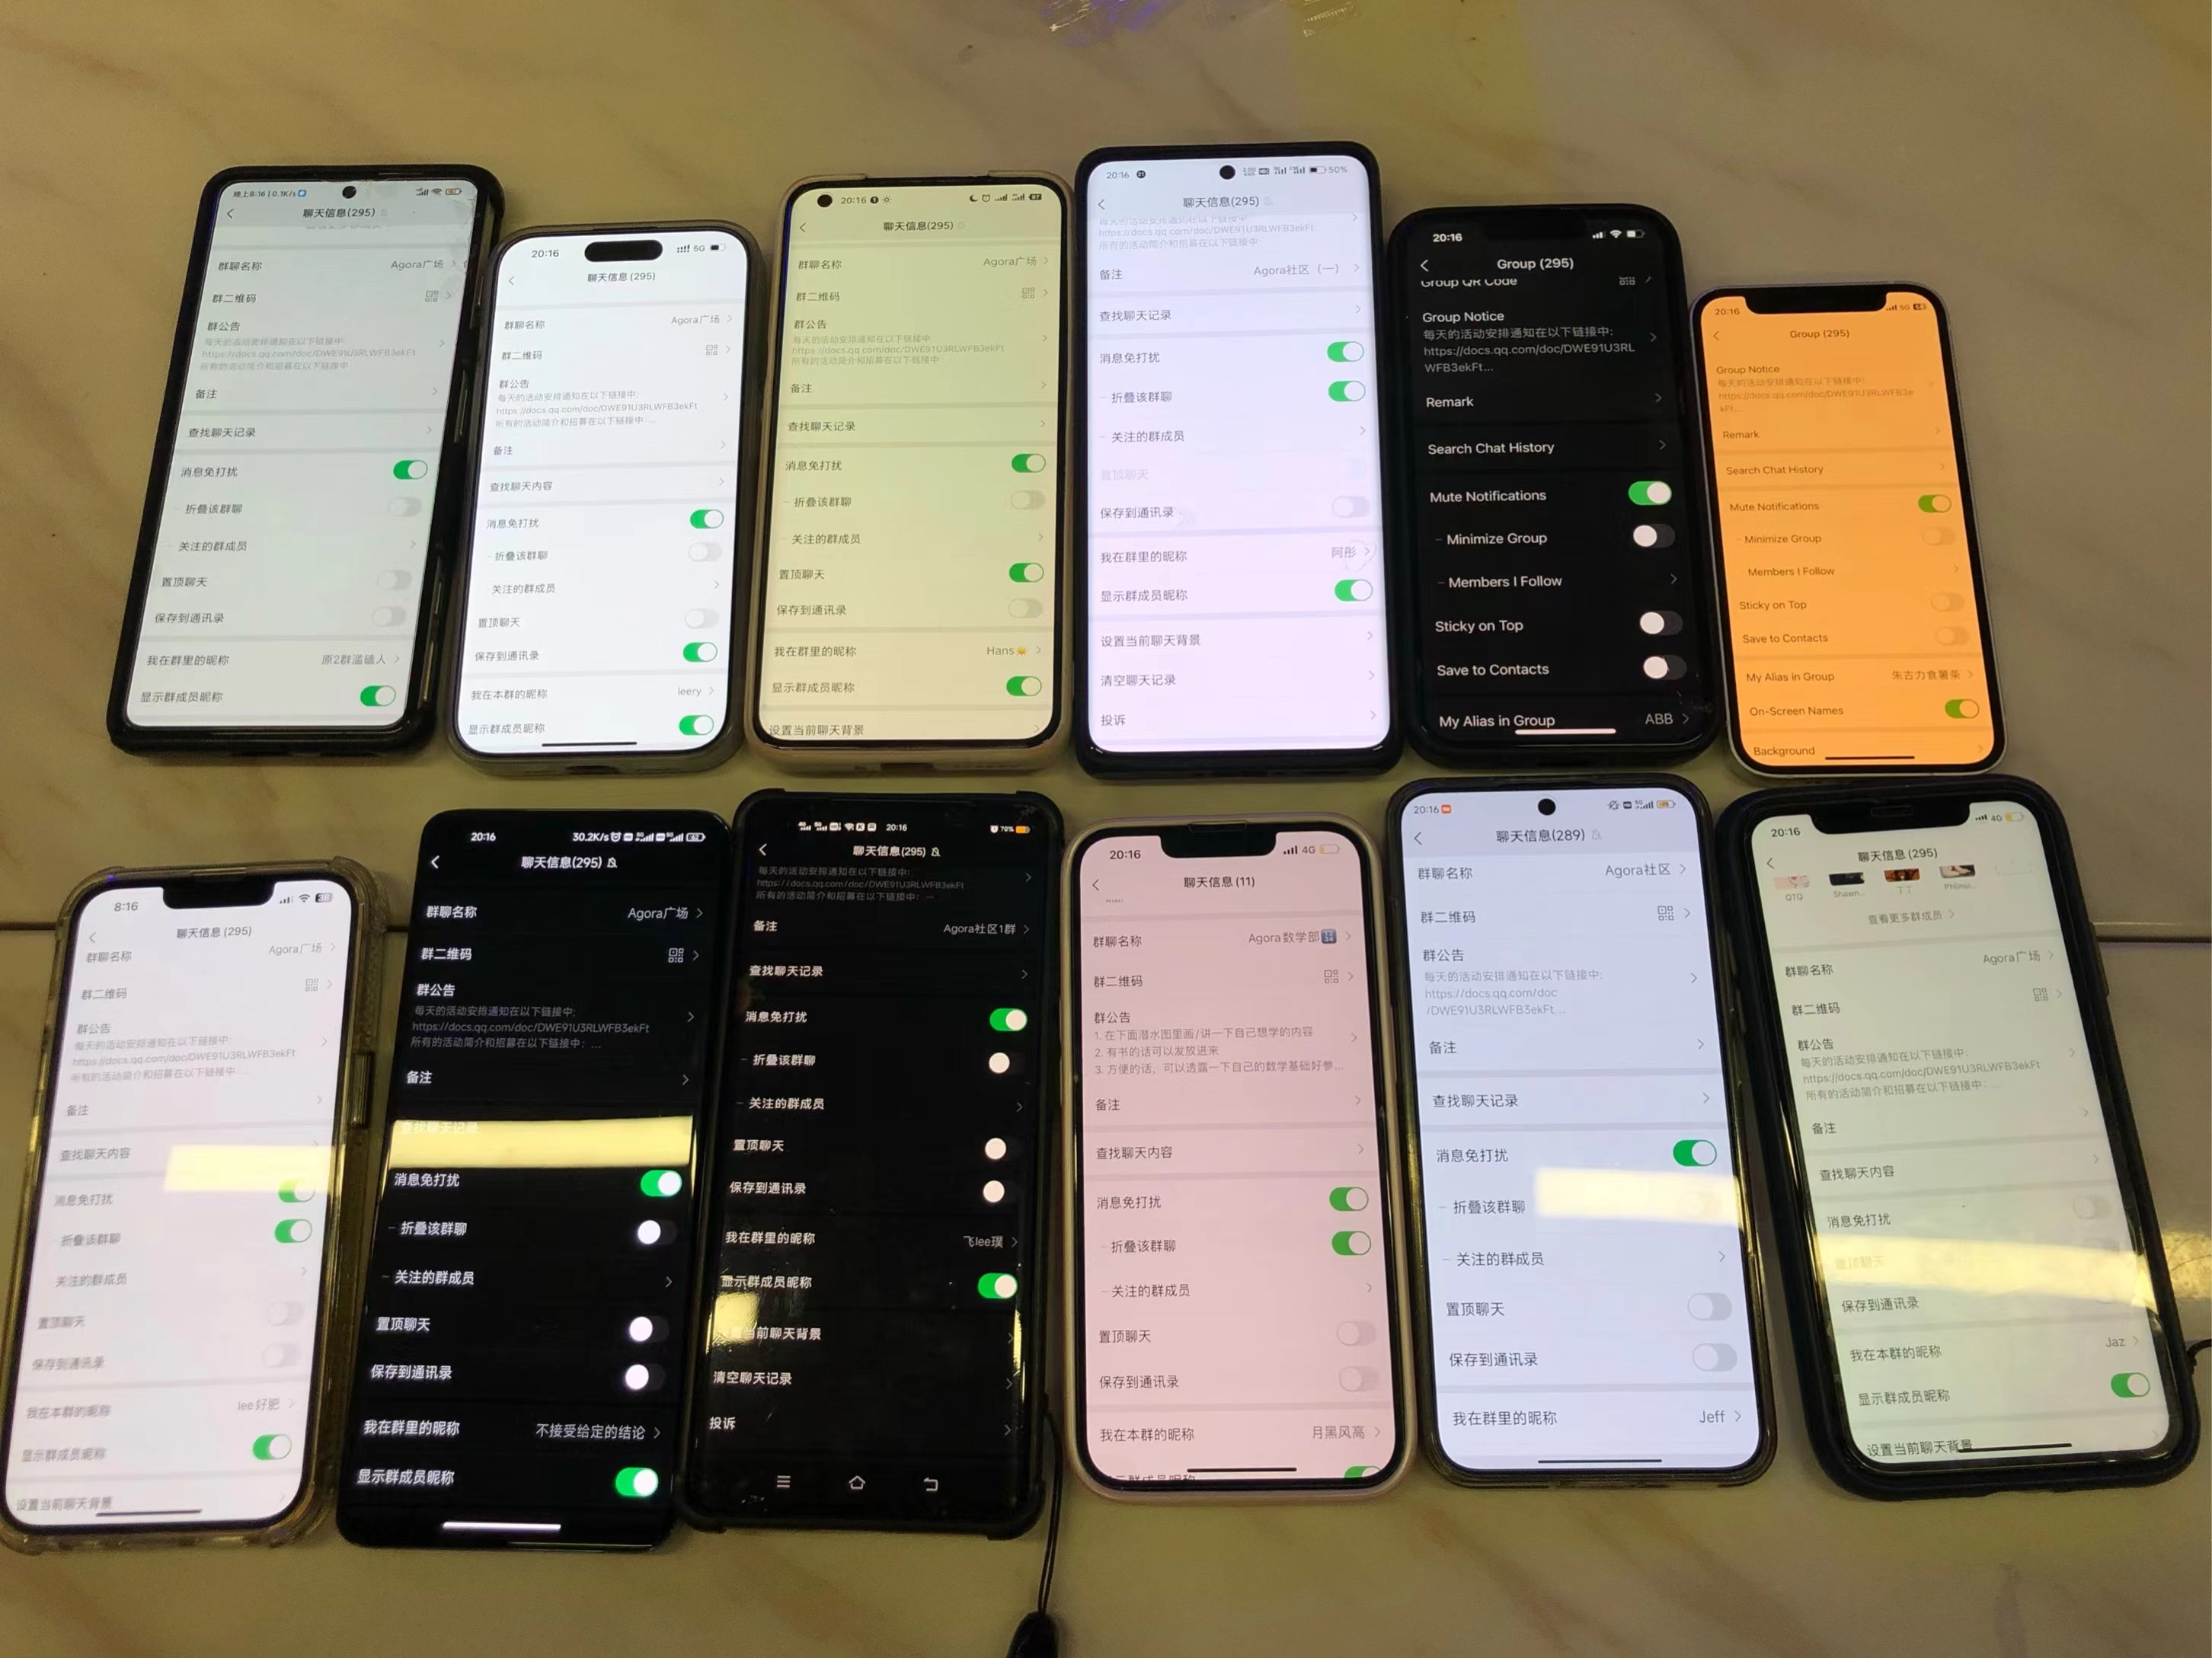 晚上8:16 | 0.1K/s
聊天信息(295)
群聊名称
Agora广场
群二维码
群公告
每天的活动安排通知在以下链接中:
https://docs.qq.com/doc/DWE91U3RLWFB3ekFt
所有的活动简介和招募在以下链接中
备注
查找聊天记录
消息免打扰
折叠该群聊
关注的群成员
置顶聊天
保存到通讯录
我在群里的昵称
原2群滥磕人
显示群成员昵称
20:16
5G
聊天信息(295)
群聊名称
Agora广场
群二维码
群公告
每天的活动安排通知在以下链接中:
https://docs.qq.com/doc/DWE91U3RLWFB3ekFt
所有的活动简介和招募在以下链接中: ...
备注
查找聊天内容
消息免打扰
折叠该群聊
关注的群成员
置顶聊天
保存到通讯录
我在本群的昵称
leery
显示群成员昵称
20:16
聊天信息(295)
群聊名称
Agora广场
群二维码
群公告
每天的活动安排通知在以下链接中:
https://docs.qq.com/doc/DWE91U3RLWFB3ekFt
所有的活动简介和招募在以下链接中
备注
查找聊天记录
消息免打扰
折叠该群聊
关注的群成员
置顶聊天
保存到通讯录
我在群里的昵称
Hans
显示群成员昵称
设置当前聊天背景
20:16
50%
聊天信息(295)
每天的活动安排通知在以下链接中
https://docs.qq.com/doc/DWE91U3RLWFB3ekFt
所有的活动简介和招募在以下链接中
备注
Agora社区（一）
查找聊天记录
消息免打扰
折叠该群聊
关注的群成员
置顶聊天
保存到通讯录
我在群里的昵称
阿彤
显示群成员昵称
设置当前聊天背景
清空聊天记录
投诉
20:16
Group (295)
Group QR Code
Group Notice
每天的活动安排通知在以下链接中:
https://docs.qq.com/doc/DWE91U3RL
WFB3ekFt...
Remark
Search Chat History
Mute Notifications
Minimize Group
Members I Follow
Sticky on Top
Save to Contacts
My Alias in Group
ABB
20:16
5G
Group (295)
Group Notice
每天的活动安排通知在以下链接中:
https://docs.qq.com/doc/DWE91U3RLWFB3e
kFt...
Remark
Search Chat History
Mute Notifications
Minimize Group
Members I Follow
Sticky on Top
Save to Contacts
My Alias in Group
朱古力食薯条
On-Screen Names
Background
8:16
聊天信息(295)
群聊名称
Agora广场
群二维码
群公告
每天的活动安排通知在以下链接中:
https://docs.qq.com/doc/DWE91U3RLWFB3ekFt
所有的活动简介和招募在以下链接中: ...
备注
查找聊天内容
消息免打扰
折叠该群聊
关注的群成员
置顶聊天
保存到通讯录
我在本群的昵称
lee好肥
显示群成员昵称
设置当前聊天背景
20:16
30.2K/s
聊天信息(295)
群聊名称
Agora广场
群二维码
群公告
每天的活动安排通知在以下链接中:
https://docs.qq.com/doc/DWE91U3RLWFB3ekFt
所有的活动简介和招募在以下链接中: ...
备注
查找聊天记录
消息免打扰
折叠该群聊
关注的群成员
置顶聊天
保存到通讯录
我在群里的昵称
不接受给定的结论
显示群成员昵称
20:16
70%
聊天信息(295)
每天的活动安排通知在以下链接中:
https://docs.qq.com/doc/DWE91U3RLWFB3ekFt
所有的活动简介和招募在以下链接中: ...
备注
Agora社区1群
查找聊天记录
消息免打扰
折叠该群聊
关注的群成员
置顶聊天
保存到通讯录
我在群里的昵称
飞lee璞
显示群成员昵称
当前聊天背景
清空聊天记录
投诉
20:16
4G
聊天信息(11)
群聊名称
Agora数学部
群二维码
群公告
1. 在下面潜水图里画/讲一下自己想学的内容
2. 有书的话可以发放进来
3. 方便的话，可以透露一下自己的数学基础好参...
备注
查找聊天内容
消息免打扰
折叠该群聊
关注的群成员
置顶聊天
保存到通讯录
我在本群的昵称
月黑风高
显示群成员昵称
20:16
聊天信息(289)
群聊名称
Agora社区
群二维码
群公告
每天的活动安排通知在以下链接中:
https://docs.qq.com/doc
/DWE91U3RLWFB3ekFt...
备注
查找聊天记录
消息免打扰
折叠该群聊
关注的群成员
置顶聊天
保存到通讯录
我在群里的昵称
Jeff
20:16
4G
聊天信息(295)
QTQ
Shawn...
丁丁
查看更多群成员
群聊名称
Agora广场
群二维码
群公告
每天的活动安排通知在以下链接中:
https://docs.qq.com/doc/DWE91U3RLWFB3ekFt
所有的活动简介和招募在以下链接中: ...
备注
查找聊天内容
消息免打扰
置顶聊天
保存到通讯录
我在本群的昵称
Jaz
显示群成员昵称
设置当前聊天背景